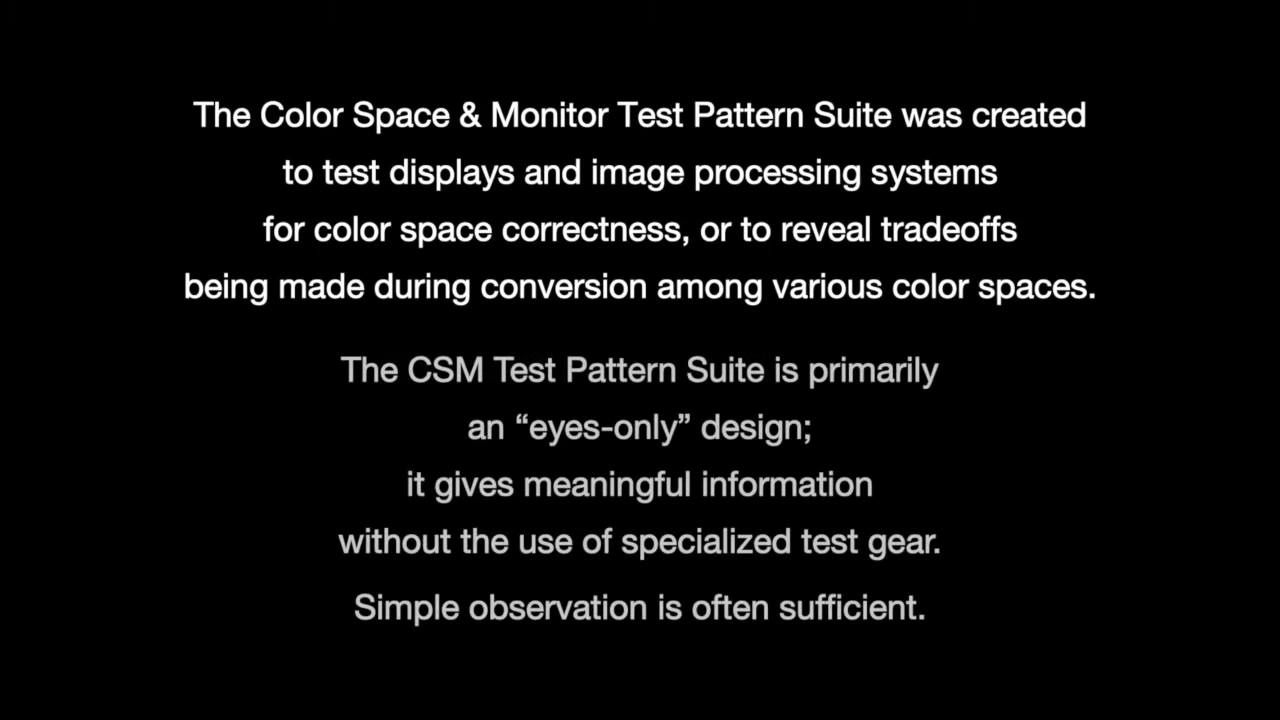 The Color Space & Monitor Test Pattern Suite was created
to test displays and image processing systems
for color space correctness, or to reveal tradeoffs
being made during conversion among various color spaces.
The CSM Test Pattern Suite is primarily
an “eyes-only” design;
it gives meaningful information
without the use of specialized test gear.
Simple observation is often sufficient.